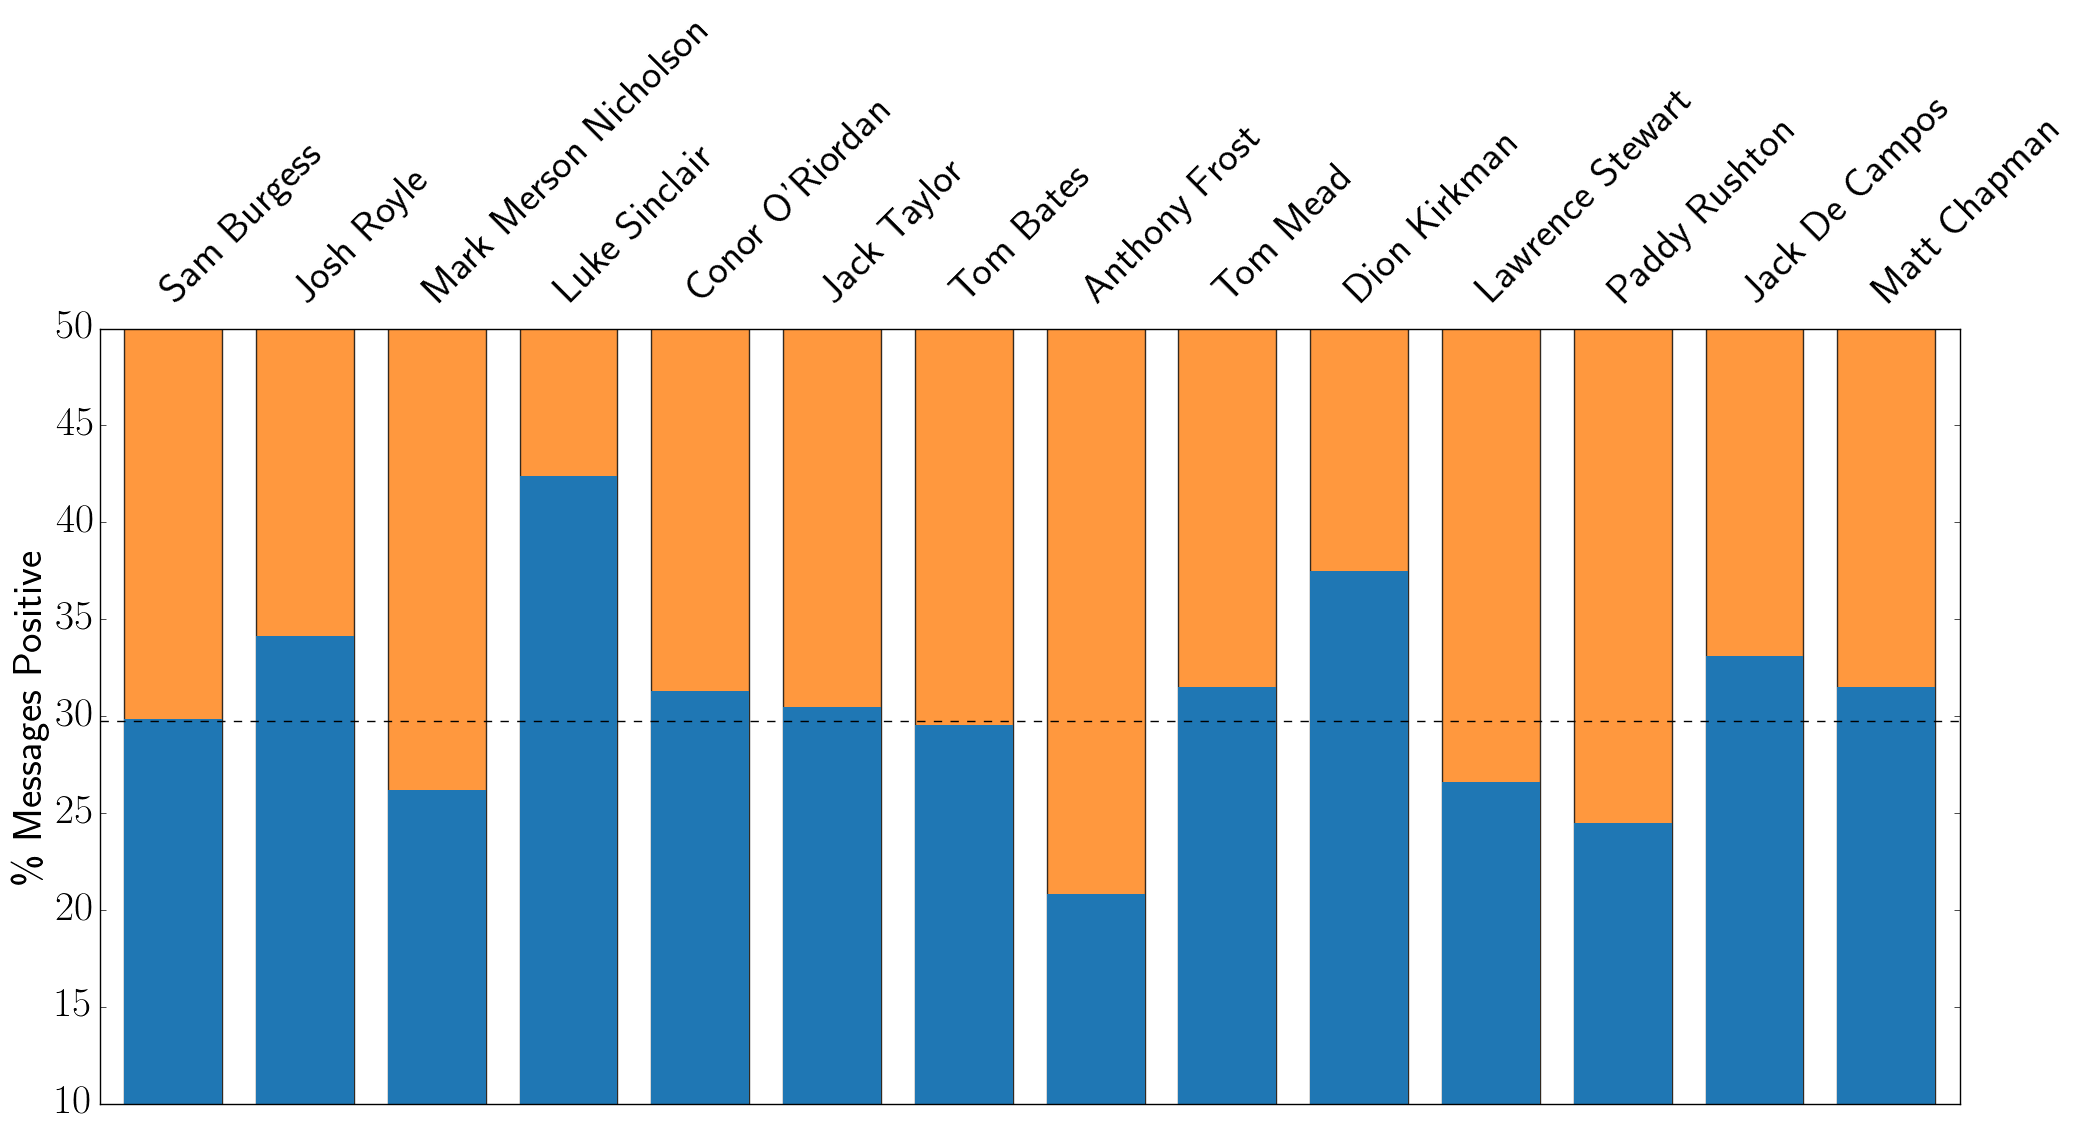 Sam Burgess
Josh Royle
Mark Merson Nicholson
Luke Sinclair
Conor O'Riordan
Jack Taylor
Tom Bates
Anthony Frost
Tom Mead
Dion Kirkman
Lawrence Stewart
Paddy Rushton
Jack De Campos
Matt Chapman
% Messages Positive
50
45
40
35
30
25
20
15
10